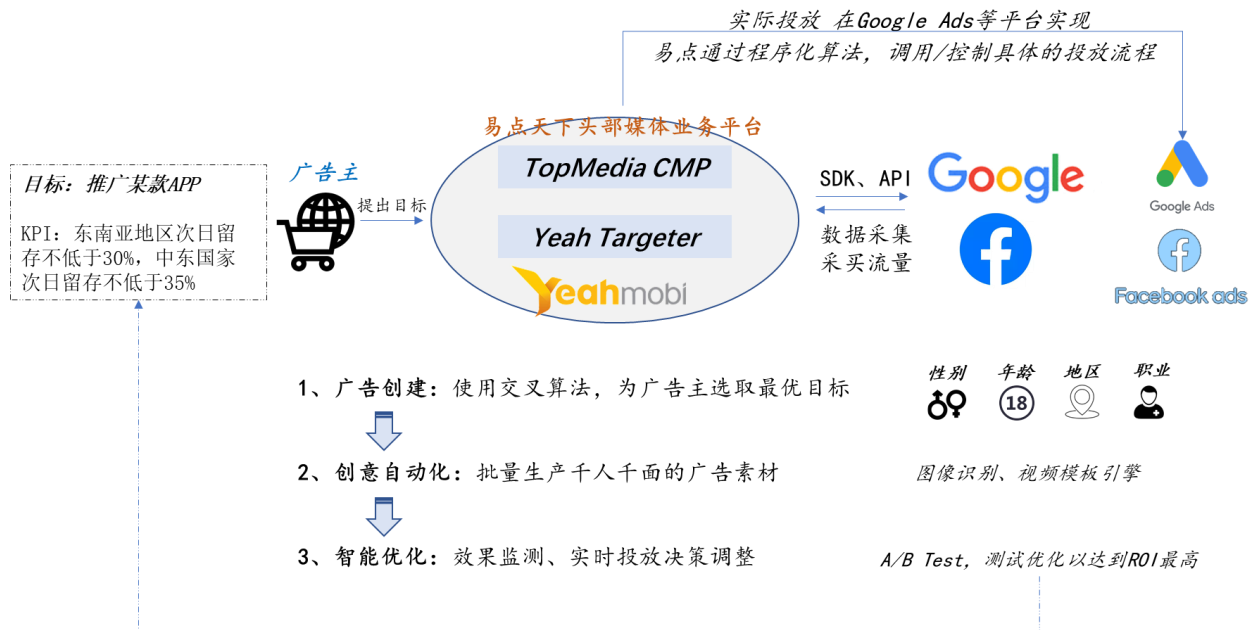 实际投放 在Google Ads等平台实现
易点通过程序化算法，调用/控制具体的投放流程
易点天下头部媒体业务平台
目标：推广某款APP
KPI：东南亚地区次日留
存不低于30%，中东国家
次日留存不低于35%
广告主
提出目标
TopMedia CMP
Yeah Targeter
Yeahmobi
SDK、API
数据采集
采买流量
Google
Google Ads
Facebook ads
1、广告创建：使用交叉算法，为广告主选取最优目标
性别 年龄 地区 职业
18
2、创意自动化：批量生产千人千面的广告素材
图像识别、视频模板引擎
3、智能优化：效果监测、实时投放决策调整
A/B Test，测试优化以达到ROI最高